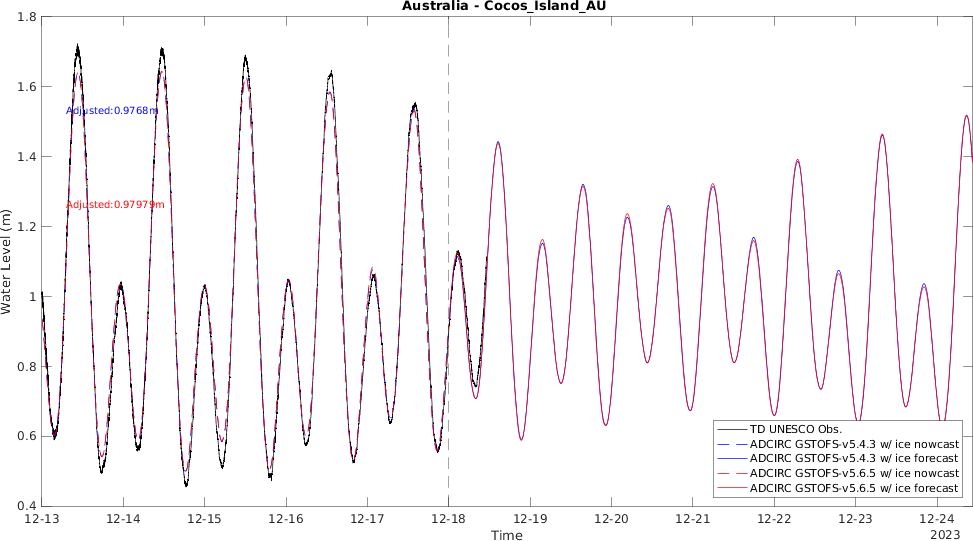 Australia - Cocos_Island_AU
1.8
1.6
1.4
1.2
1
0.8
0.6
0.4
Water Level (m)
Adjusted:0.9768m
Adjusted:0.97979m
TD UNESCO Obs.
ADCIRC GSTOFS-v5.4.3 w/ ice nowcast
ADCIRC GSTOFS-v5.4.3 w/ ice forecast
ADCIRC GSTOFS-v5.6.5 w/ ice nowcast
ADCIRC GSTOFS-v5.6.5 w/ ice forecast
12-13 12-14 12-15 12-16 12-17 12-18 12-19 12-20 12-21 12-22 12-23 12-24
Time
2023